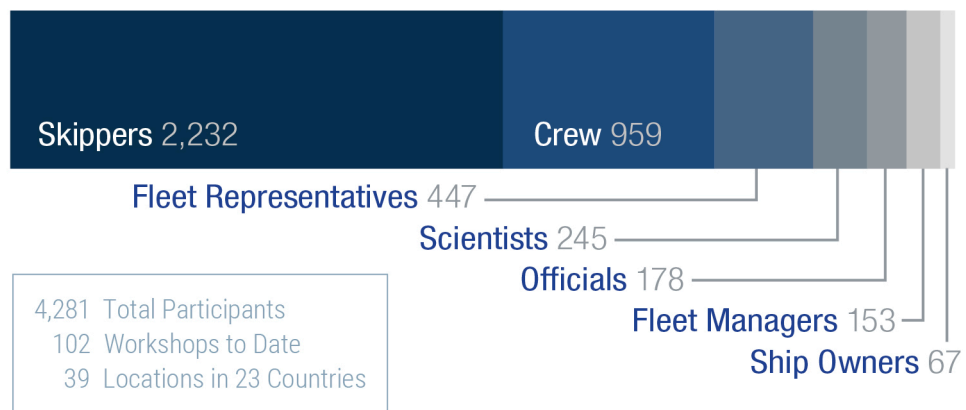 Skippers 2,232
Crew 959
Fleet Representatives 447
Scientists 245
Officials 178
Fleet Managers 153
Ship Owners 67
4,281 Total Participants
102 Workshops to Date
39 Locations in 23 Countries